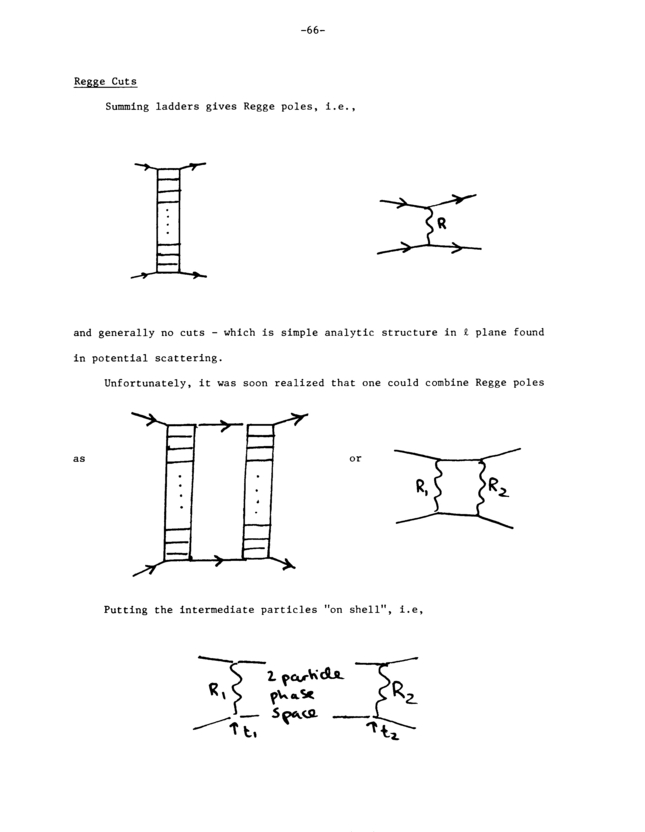 -66-
Regge Cuts
Summing ladders gives Regge poles, i.e.,
R
and generally no cuts - which is simple analytic structure in ℓ plane found
in potential scattering.
Unfortunately, it was soon realized that one could combine Regge poles
as
or
R₁
R₂
Putting the intermediate particles "on shell", i.e,
R₁ 2 particle R₂
phase
space
↑t₁ ↑t₂